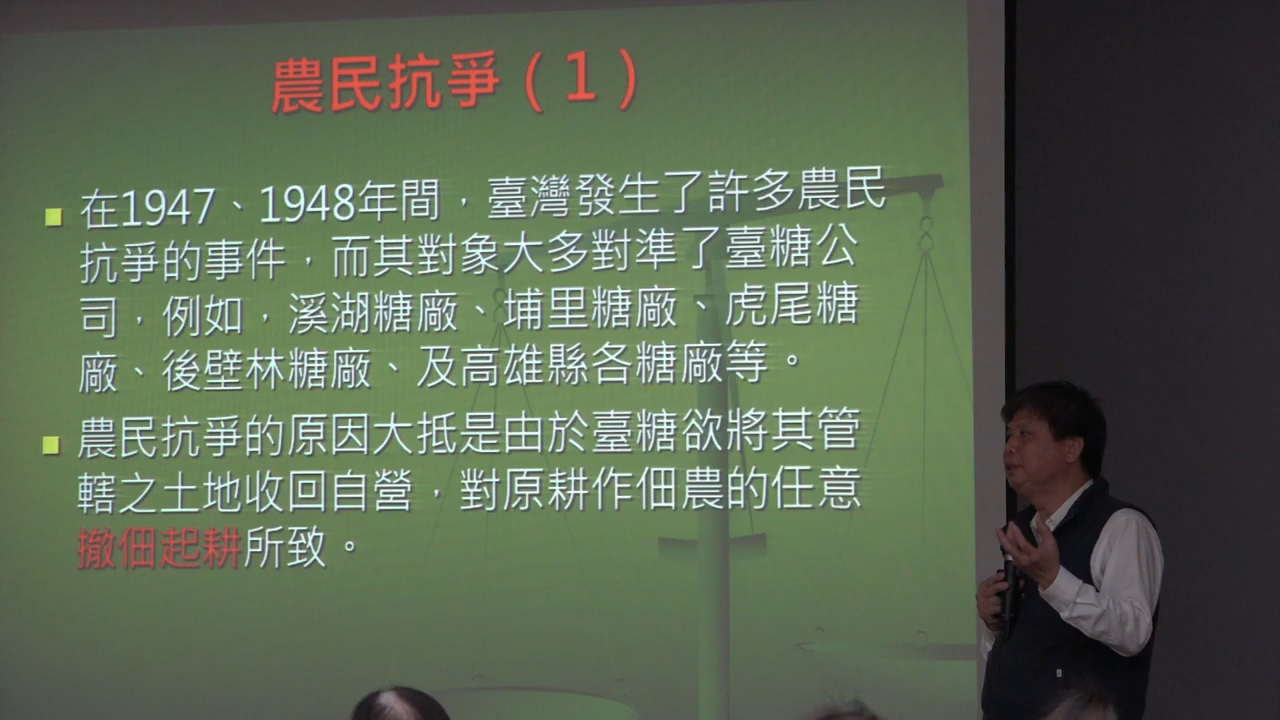 農民抗爭（1）
在1947、1948年間，臺灣發生了許多農民
抗爭的事件，而其對象大多對準了臺糖公
司，例如，溪湖糖廠、埔里糖廠、虎尾糖
廠、後壁林糖廠、及高雄縣各糖廠等。
農民抗爭的原因大抵是由於臺糖欲將其管
轄之土地收回自營，對原耕作佃農的任意
撤佃起耕所致。